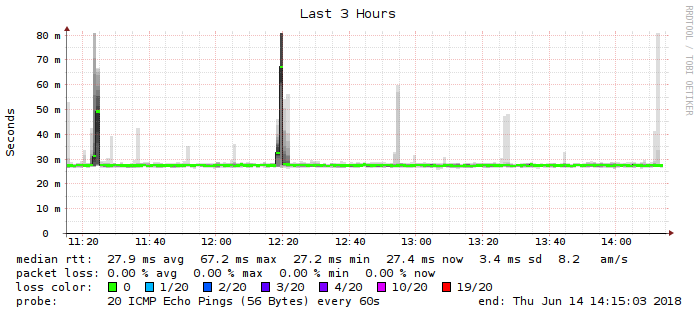 Last 3 Hours
RRDTOOL / TOBI OETIKER
Seconds
80 m
70 m
60 m
50 m
40 m
30 m
20 m
10 m
0
11:20 11:40 12:00 12:20 12:40 13:00 13:20 13:40 14:00
median rtt: 27.9 ms avg 67.2 ms max 27.2 ms min 27.4 ms now 3.4 ms sd 8.2 am/s
packet loss: 0.00 % avg 0.00 % max 0.00 % min 0.00 % now
loss color: 0 1/20 2/20 3/20 4/20 10/20 19/20
probe: 20 ICMP Echo Pings (56 Bytes) every 60s end: Thu Jun 14 14:15:03 2018